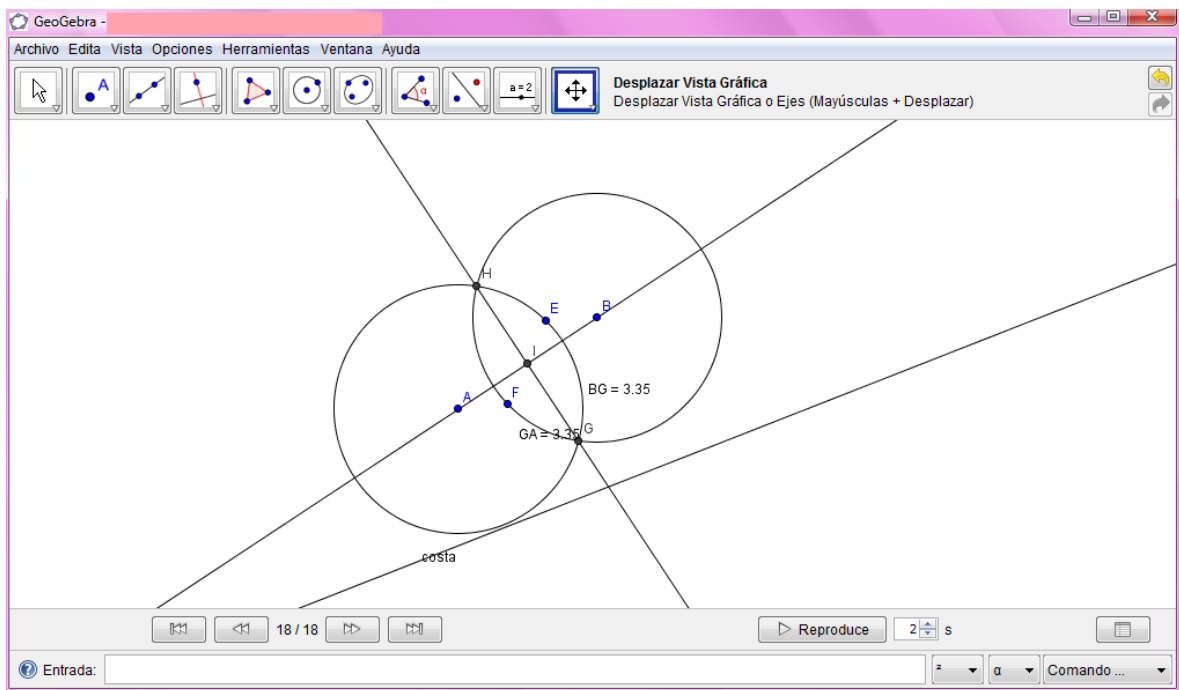 GeoGebra -
Archivo Edita Vista Opciones Herramientas Ventana Ayuda
A
α
a = 2
Desplazar Vista Gráfica
Desplazar Vista Gráfica o Ejes (Mayúsculas + Desplazar)
H
E
B
I
BG = 3.35
F
A
G
GA = 3.35
costa
18 / 18
Reproduce
2
s
Entrada:
²
α
Comando ...